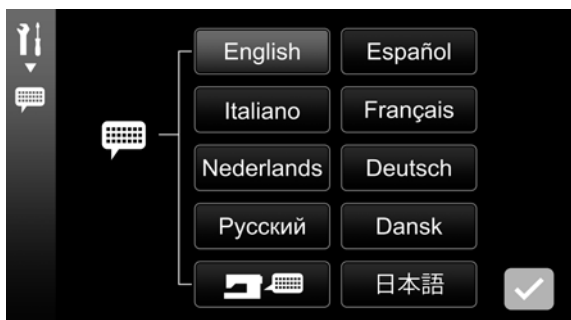 English Español
Italiano Français
Nederlands Deutsch
Русский Dansk
日本語